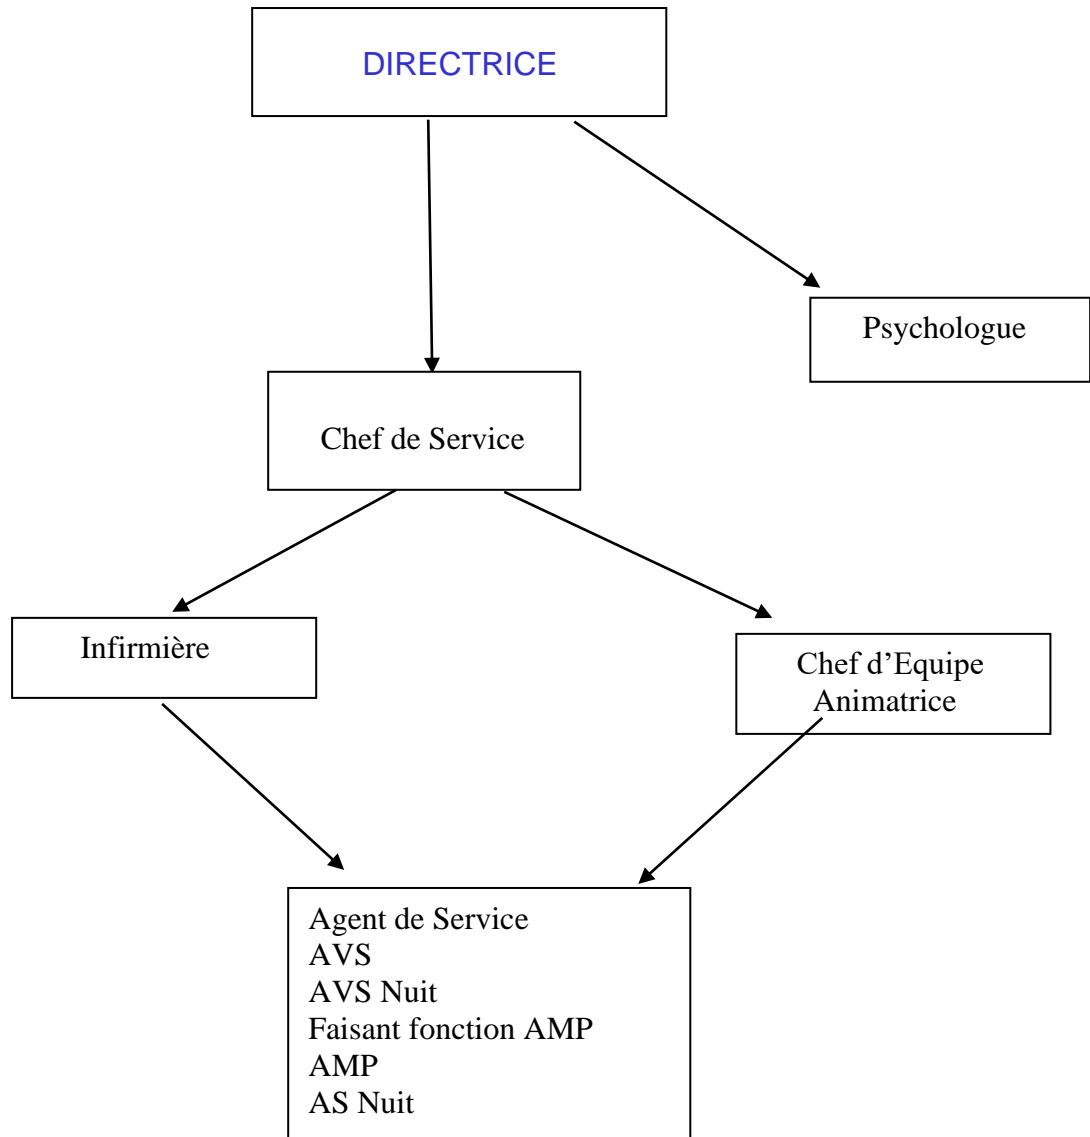 DIRECTRICE
Psychologue
Chef de Service
Infirmière
Chef d’Equipe
Animatrice
Agent de Service
AVS
AVS Nuit
Faisant fonction AMP
AMP
AS Nuit